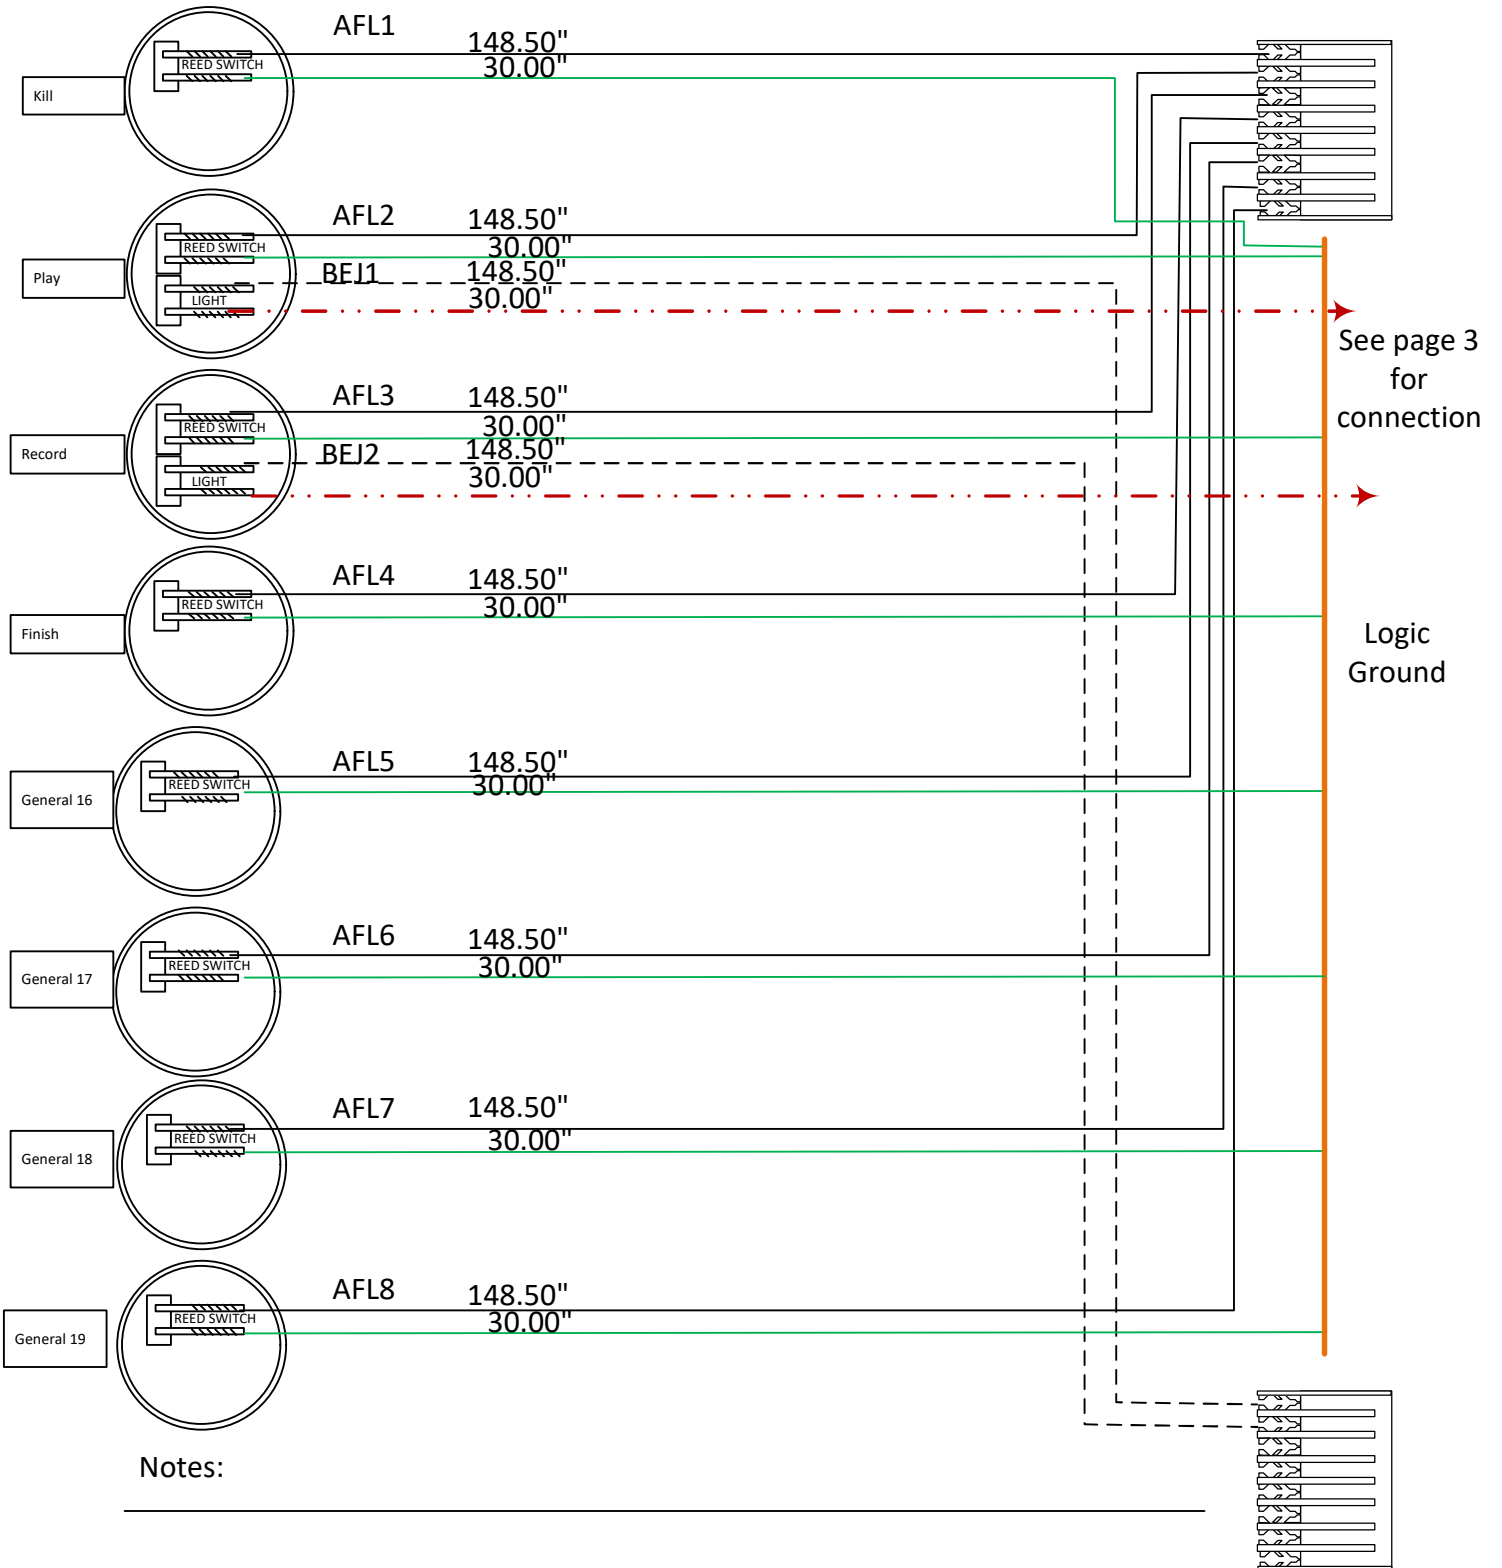 AFL1
148.50"
30.00"
REED SWITCH
Kill
AFL2
148.50"
30.00"
REED SWITCH
Play
BEJ1
148.50"
30.00"
LIGHT
See page 3
for
connection
AFL3
148.50"
30.00"
REED SWITCH
Record
BEJ2
148.50"
30.00"
LIGHT
AFL4
148.50"
30.00"
REED SWITCH
Finish
Logic
Ground
AFL5
148.50"
30.00"
REED SWITCH
General 16
AFL6
148.50"
30.00"
REED SWITCH
General 17
AFL7
148.50"
30.00"
REED SWITCH
General 18
AFL8
148.50"
30.00"
REED SWITCH
General 19
Notes: